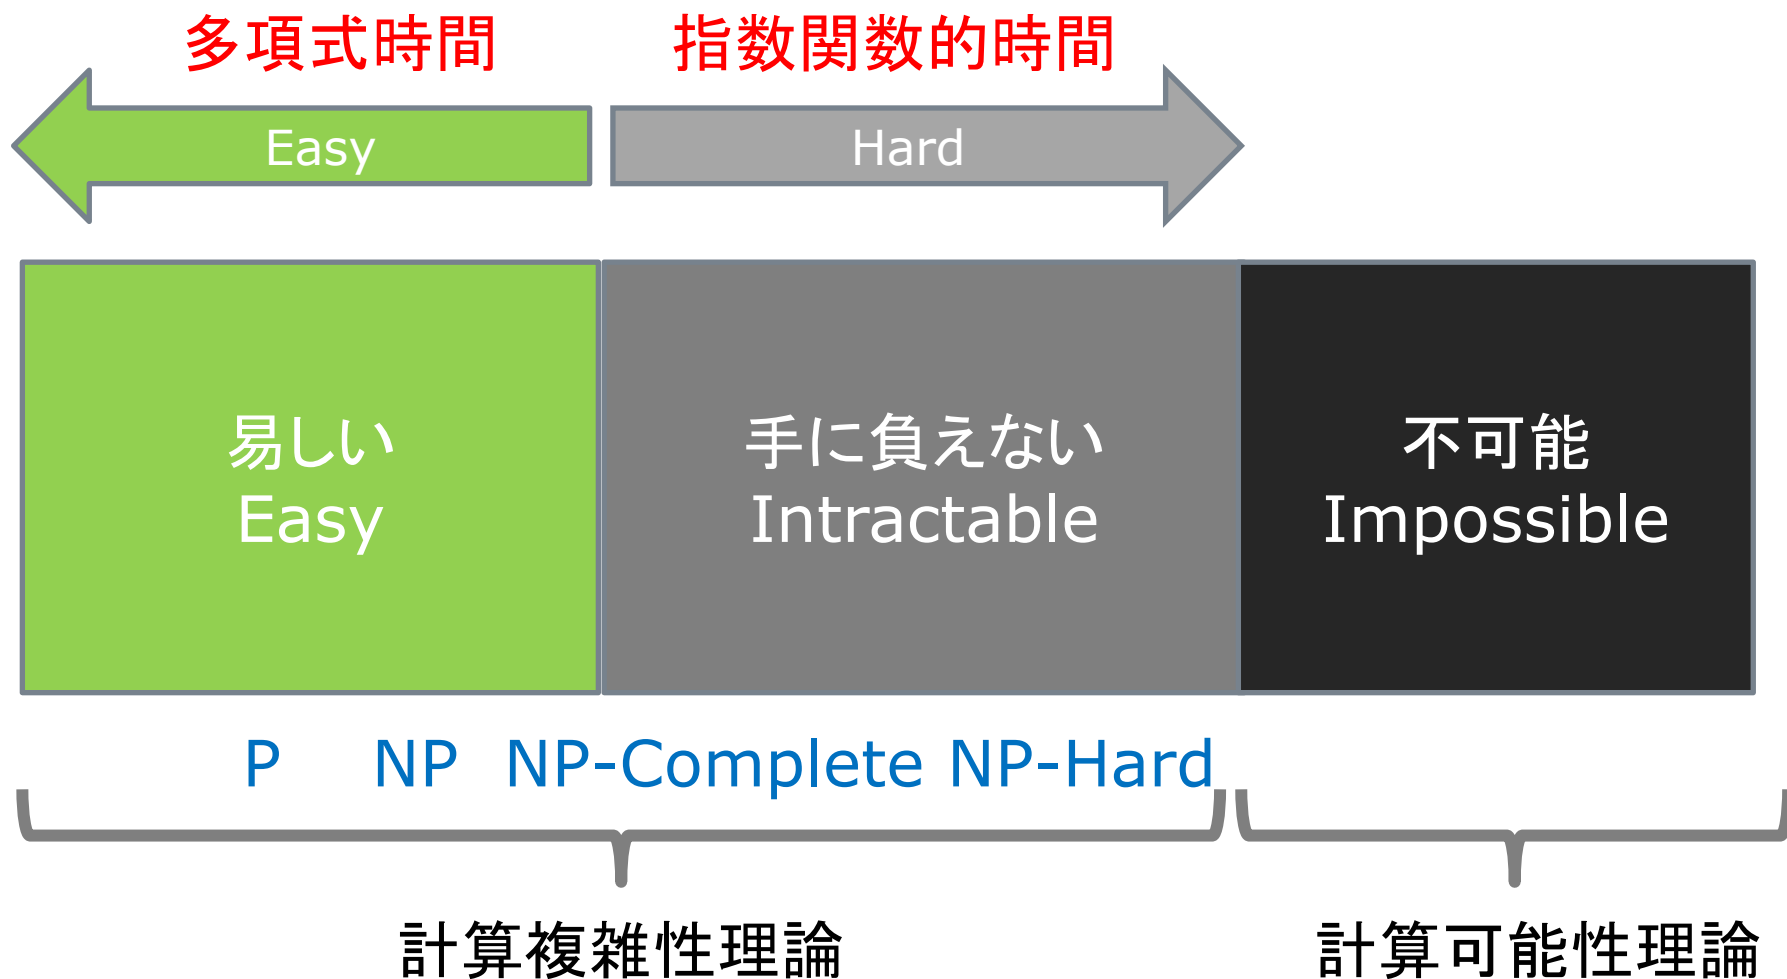 多項式時間 指数関数的時間
Easy Hard
易しい
Easy
手に負えない
Intractable
不可能
Impossible
P NP NP-Complete NP-Hard
計算複雑性理論 計算可能性理論